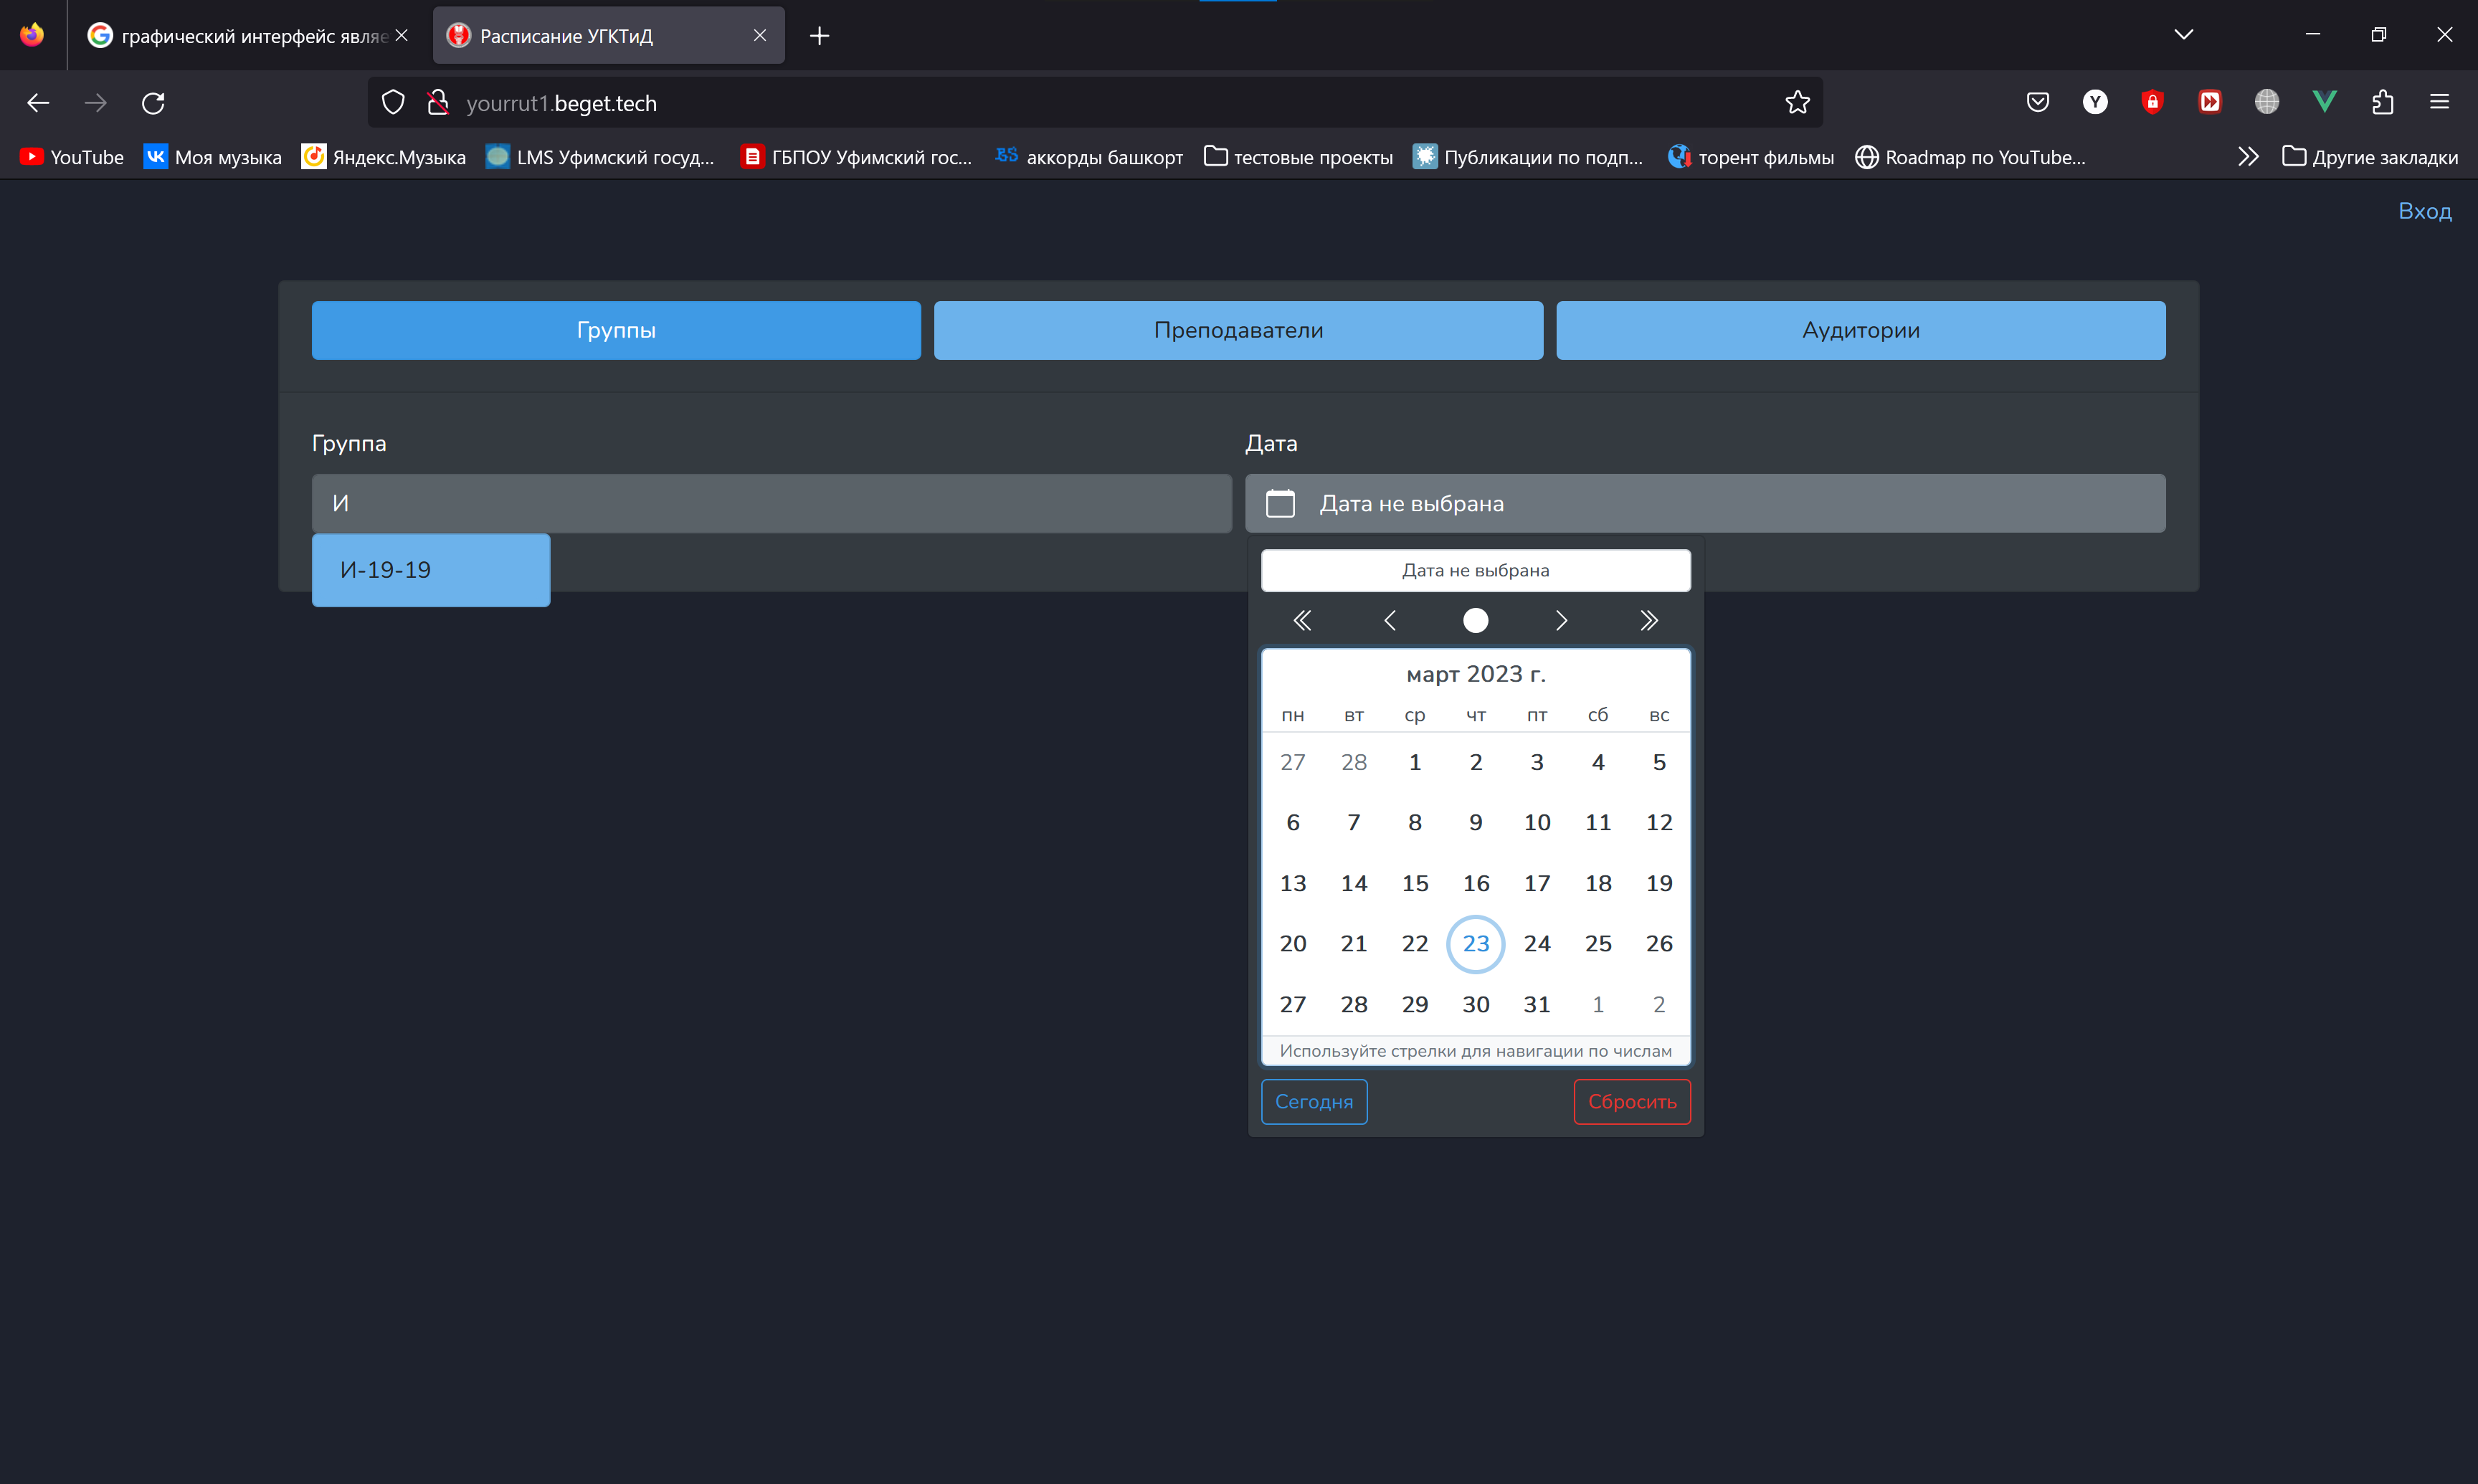 графический интерфейс являе
Расписание УГКТиД
yourrut1.beget.tech
YouTube
Моя музыка
Яндекс.Музыка
LMS Уфимский госуд...
ГБПОУ Уфимский гос...
аккорды башкорт
тестовые проекты
Публикации по подп...
торент фильмы
Roadmap по YouTube...
Другие закладки
Вход
Группы
Преподаватели
Аудитории
Группа
Дата
И
Дата не выбрана
И-19-19
Дата не выбрана
март 2023 г.
пн вт ср чт пт сб вс
27 28 1 2 3 4 5
6 7 8 9 10 11 12
13 14 15 16 17 18 19
20 21 22 23 24 25 26
27 28 29 30 31 1 2
Используйте стрелки для навигации по числам
Сегодня
Сбросить